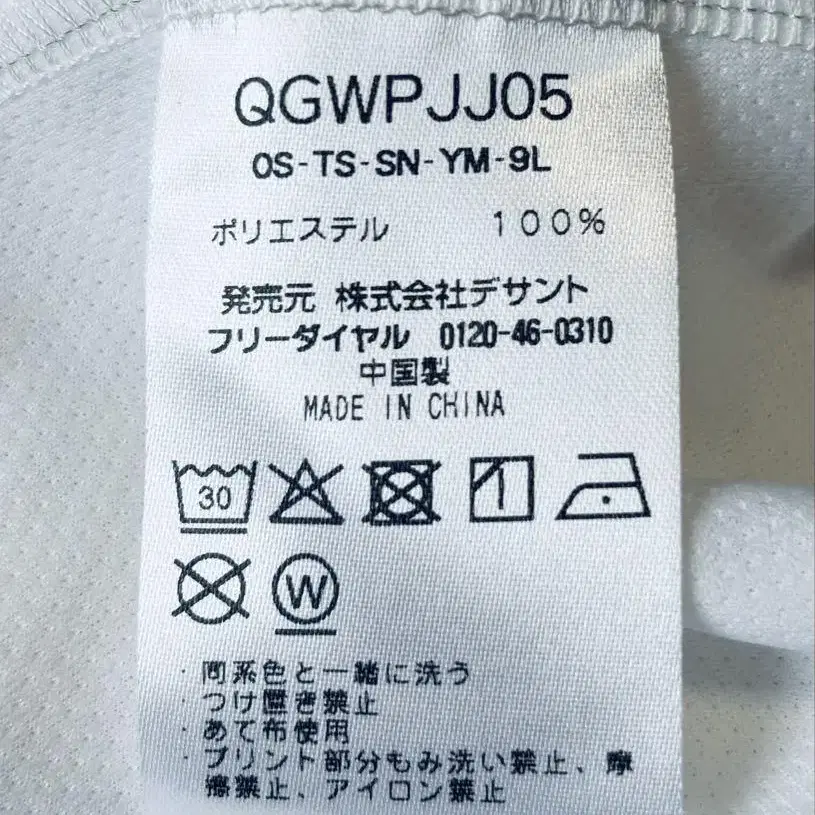 QGWPJJ05
OS-TS-SN-YM-9L
ポリエステル 100%
発売元 株式会社デサント
フリーダイヤル 0120-46-0310
中国製
MADE IN CHINA
30
W
・同系色と一緒に洗う
・つけ置き禁止
・あて布使用
・プリント部分もみ洗い禁止、摩
擦禁止、アイロン禁止